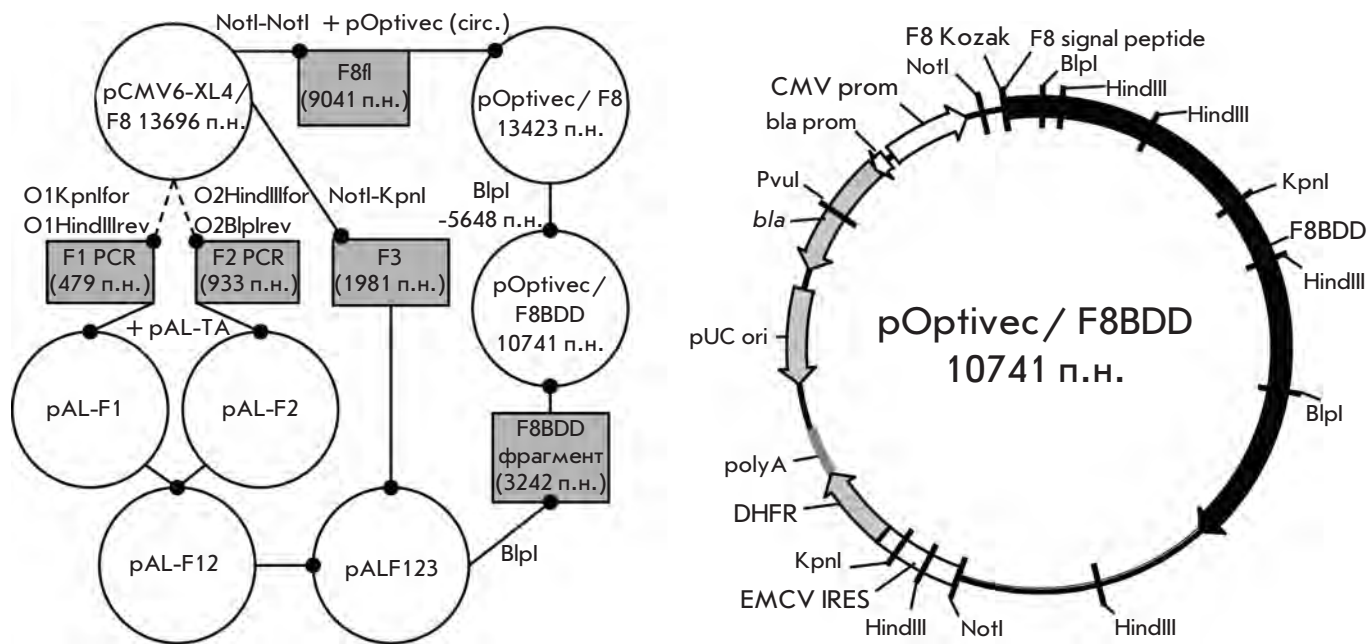 NotI-NotI + pOptivec (circ.)
pCMV6-XL4/
F8 13696 п.н.
F8fl
(9041 п.н.)
pOptivec/ F8
13423 п.н.
O1KpnIfor
O1HindIIIrev
O2HindIIIfor
O2BlpIrev
NotI-KpnI
BlpI
-5648 п.н.
F1 PCR
(479 п.н.)
F2 PCR
(933 п.н.)
F3
(1981 п.н.)
pOptivec/
F8BDD
10741 п.н.
+ pAL-TA
pAL-F1
pAL-F2
F8BDD
фрагмент
(3242 п.н.)
pAL-F12
pALF123
BlpI
F8 Kozak
F8 signal peptide
NotI
BlpI
HindIII
CMV prom
HindIII
bla prom
PvuI
bla
KpnI
F8BDD
HindIII
pUC ori
pOptivec/ F8BDD
10741 п.н.
BlpI
polyA
DHFR
KpnI
EMCV IRES
HindIII
NotI
HindIII